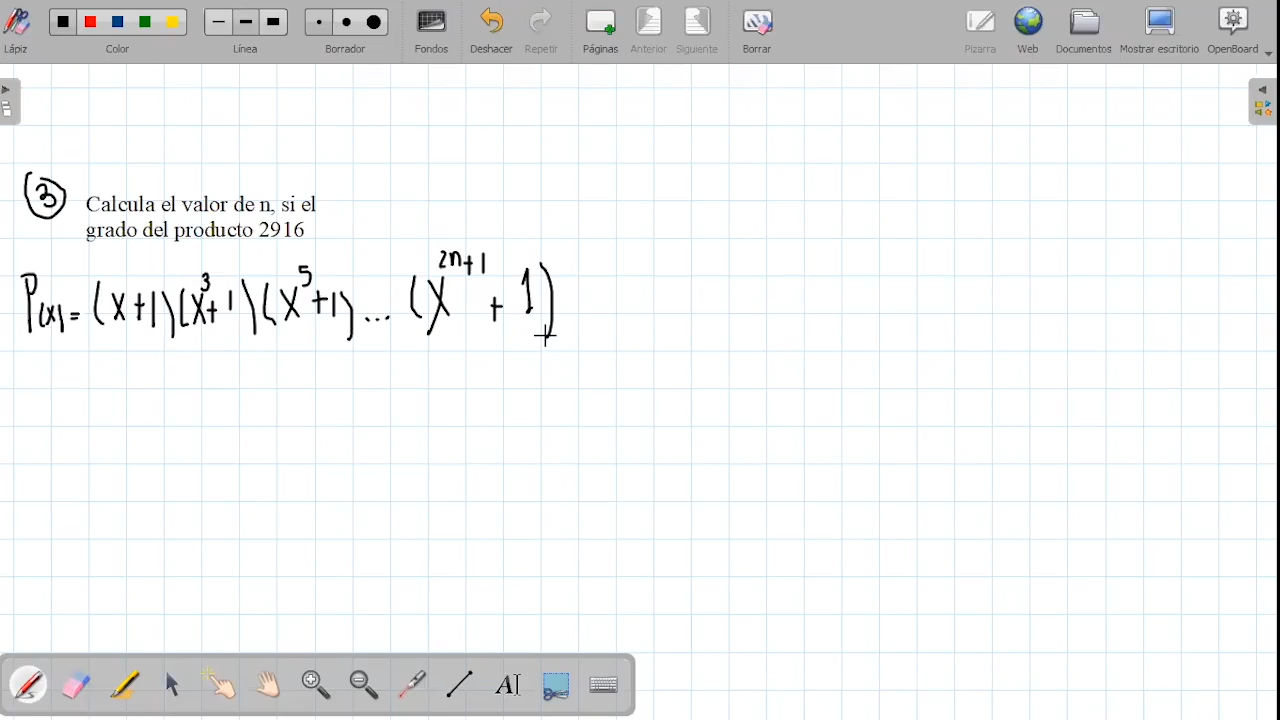 Lápiz Color Línea Borrador Fondos Deshacer Repetir Páginas Anterior Siguiente Borrar Pizarra Web Documentos Mostrar escritorio OpenBoard
③ Calcula el valor de n, si el
grado del producto 2916
P(x) = (x+1)(x³+1)(x⁵+1)...(x²ⁿ⁺¹ + 1)
A